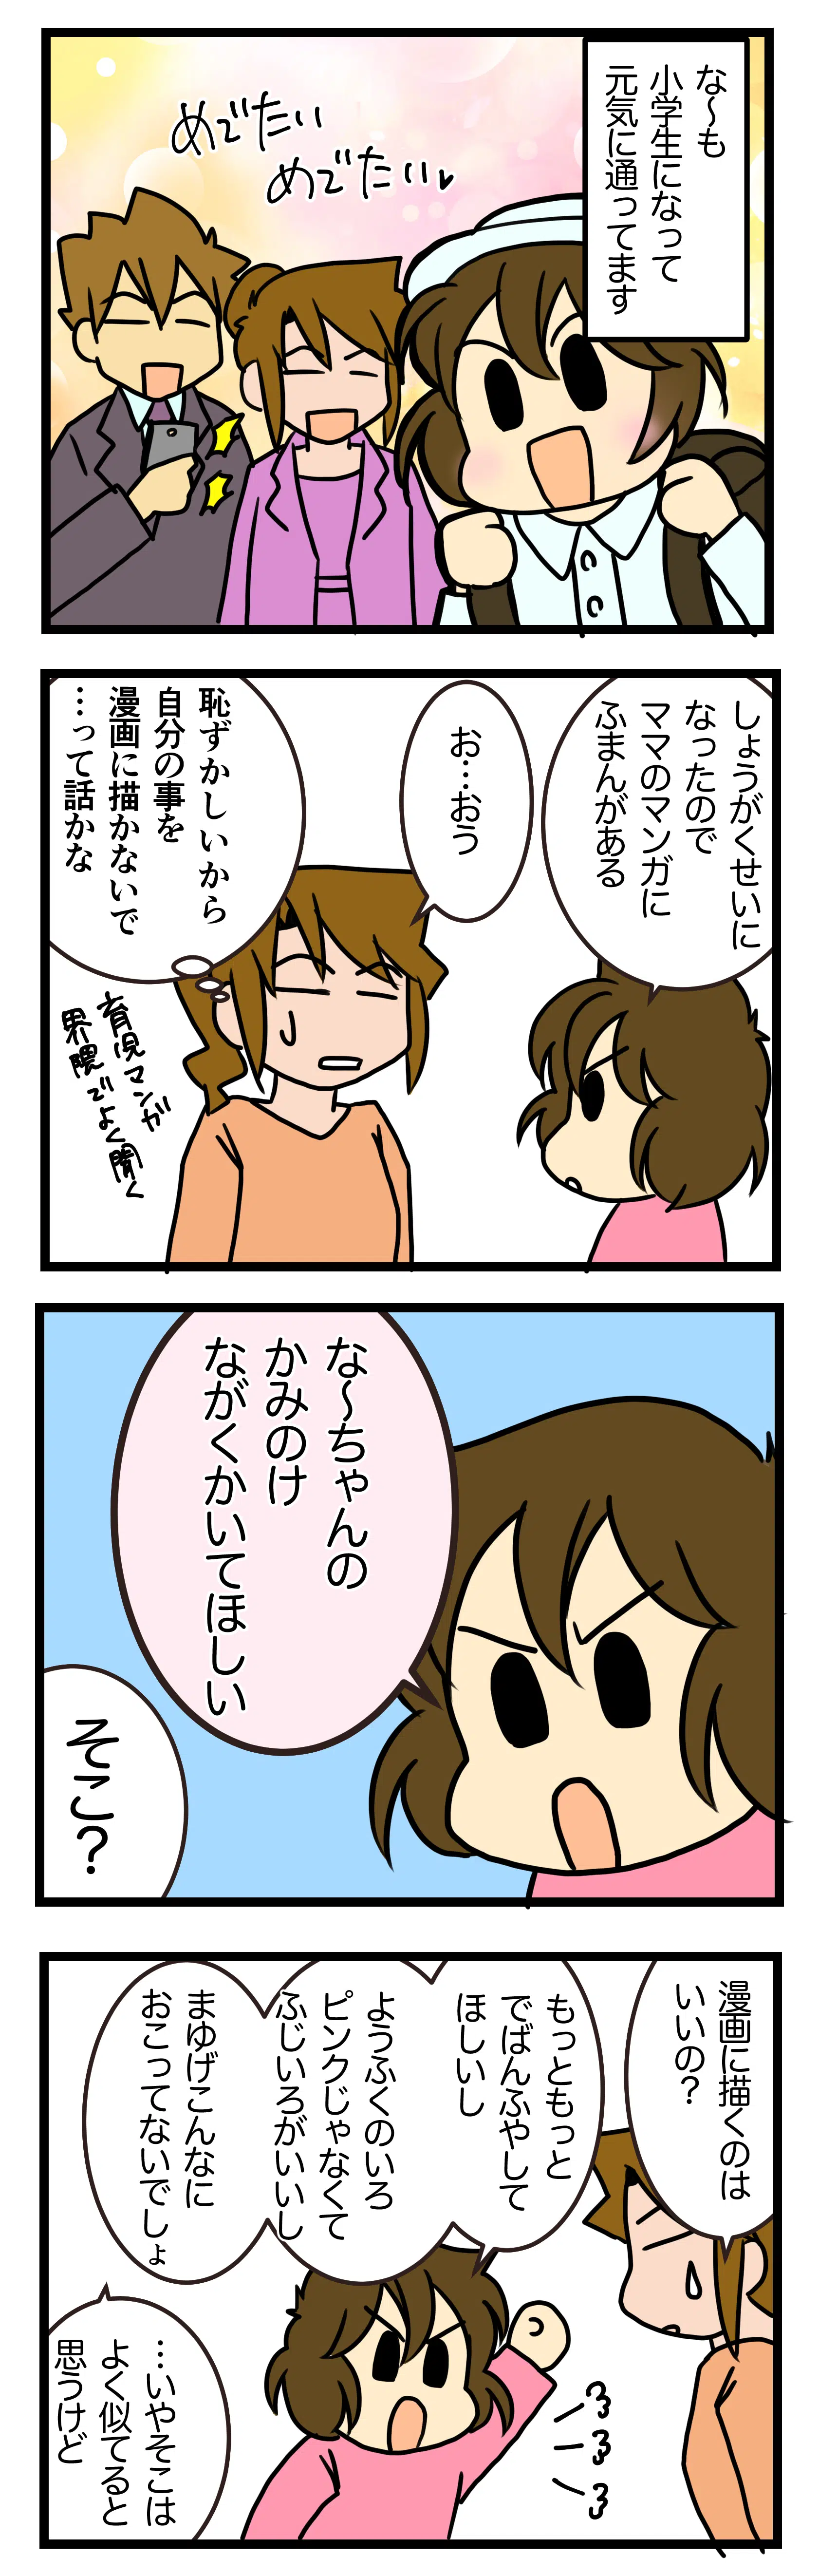 な～も
小学生になって
元気に通ってます
めでたい
めでたい♥
しょうがくせいに
なったので
ママのマンガに
ふまんがある
お…おう
恥ずかしいから
自分の事を
漫画に描かないで
…って話かな
育児マンガ
界隈でよく聞く
な～ちゃんの
かみのけ
ながくかいてほしい
そこ？
漫画に描くのは
いいの？
もっともっと
でばんふやして
ほしいし
ようふくのいろ
ピンクじゃなくて
ふじいろがいいし
まゆげこんなに
おこってないでしょ
…いやそこは
よく似てると
思うけど